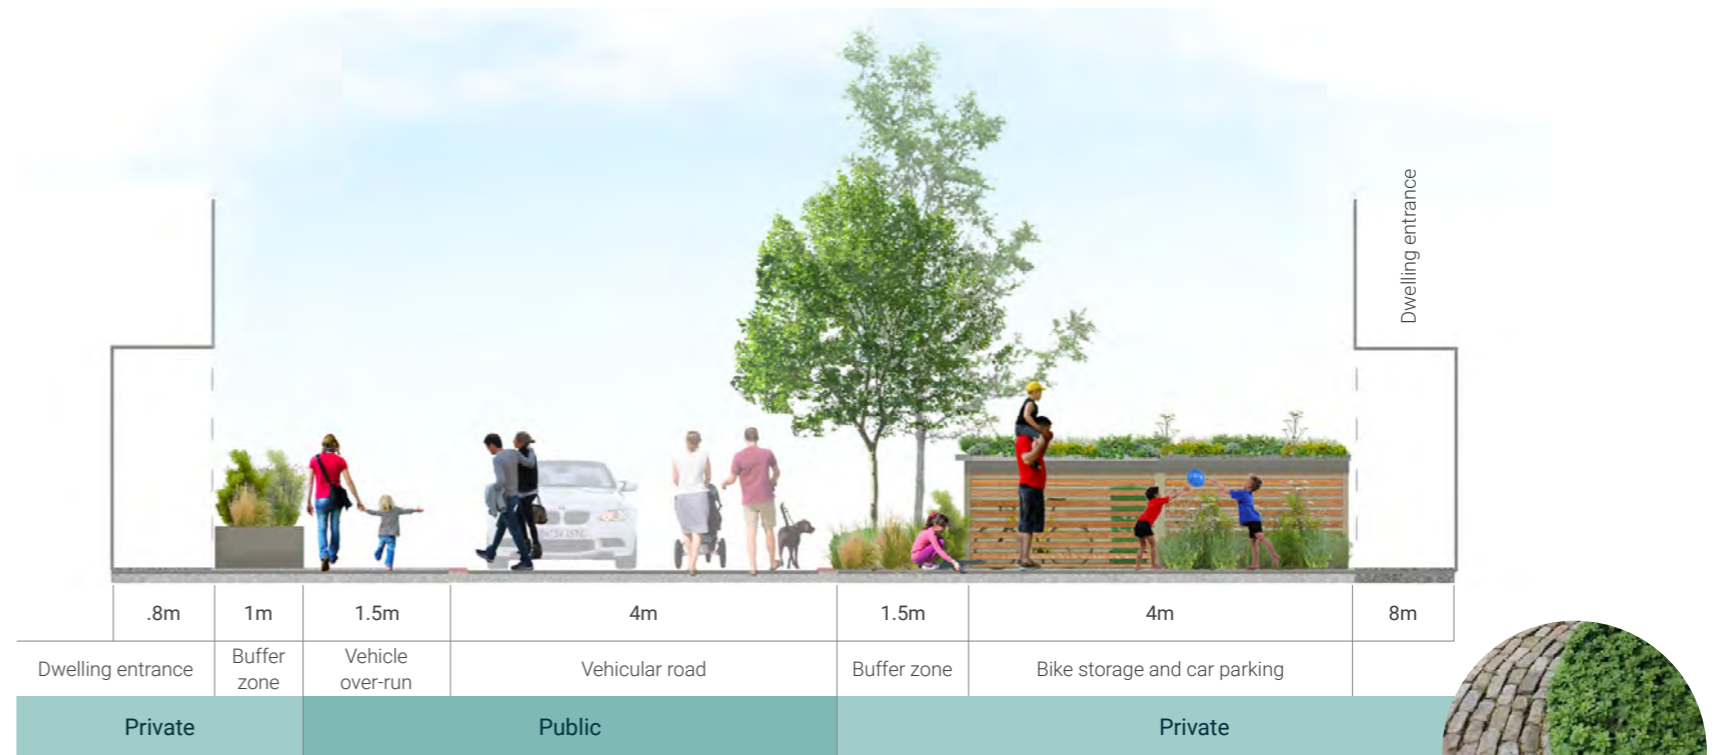 Dwelling entrance
.8m 1m 1.5m 4m 1.5m 4m 8m
Dwelling entrance
Buffer
zone
Vehicle
over-run
Vehicular road
Buffer zone
Bike storage and car parking
Private Public Private